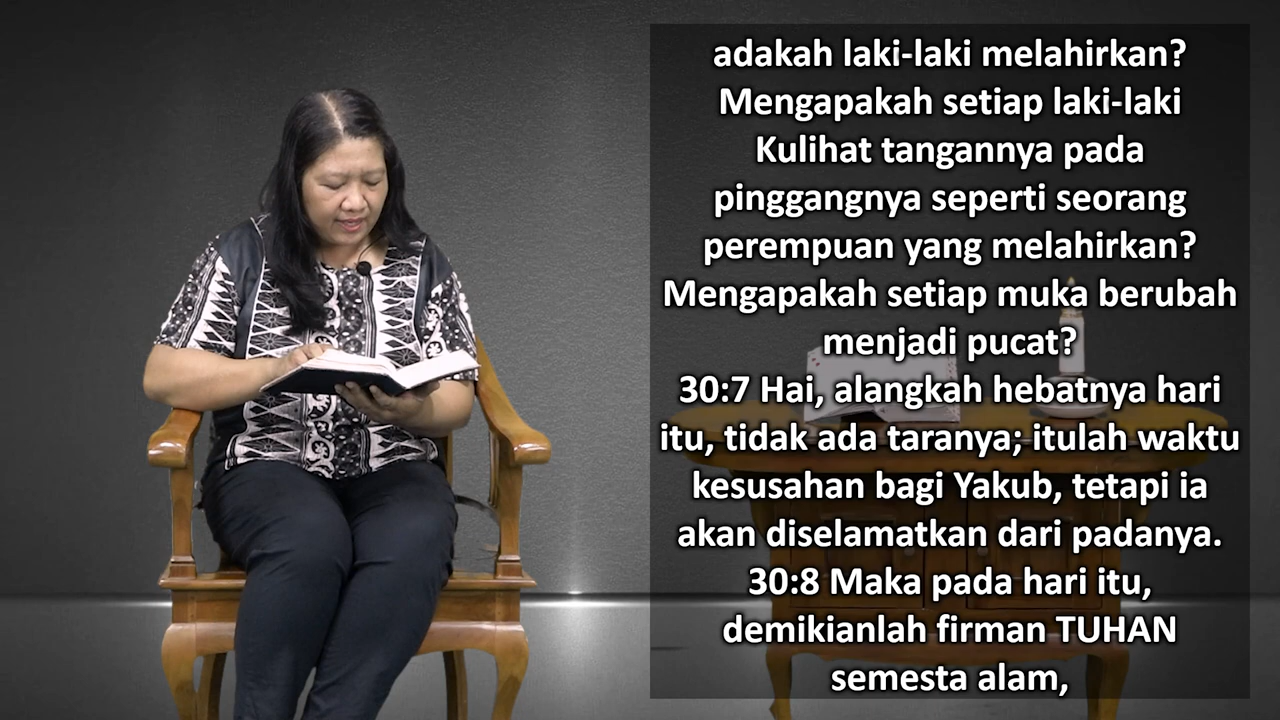 adakah laki-laki melahirkan?
Mengapakah setiap laki-laki
Kulihat tangannya pada
pinggangnya seperti seorang
perempuan yang melahirkan?
Mengapakah setiap muka berubah
menjadi pucat?
30:7 Hai, alangkah hebatnya hari
itu, tidak ada taranya; itulah waktu
kesusahan bagi Yakub, tetapi ia
akan diselamatkan dari padanya.
30:8 Maka pada hari itu,
demikianlah firman TUHAN
semesta alam,